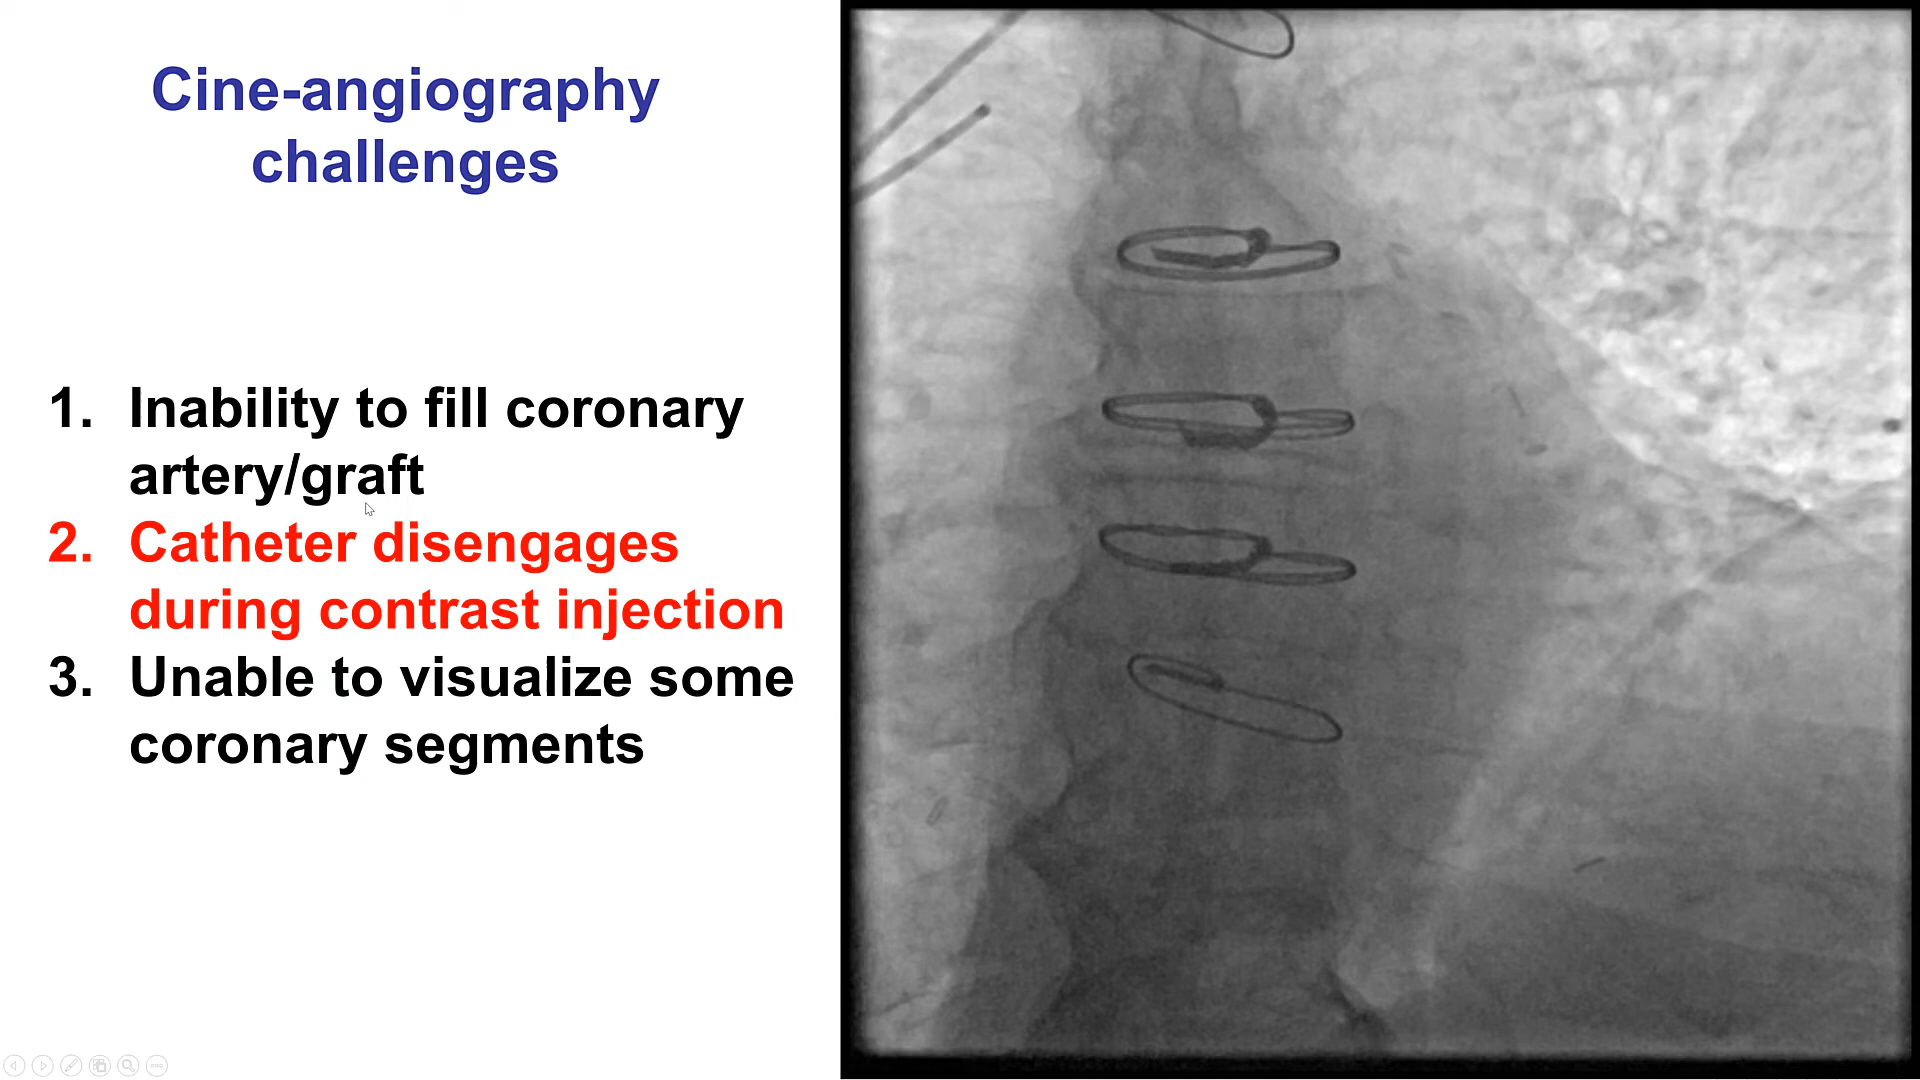 Cine-angiography
challenges
1. Inability to fill coronary
artery/graft
2. Catheter disengages
during contrast injection
3. Unable to visualize some
coronary segments